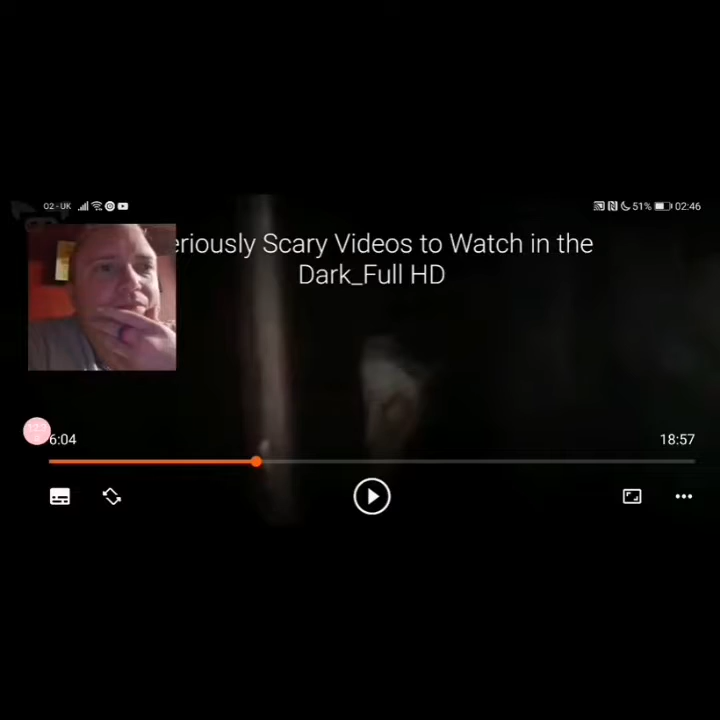 O2-UK
51% 02:46
eriously Scary Videos to Watch in the
Dark_Full HD
6:04
18:57